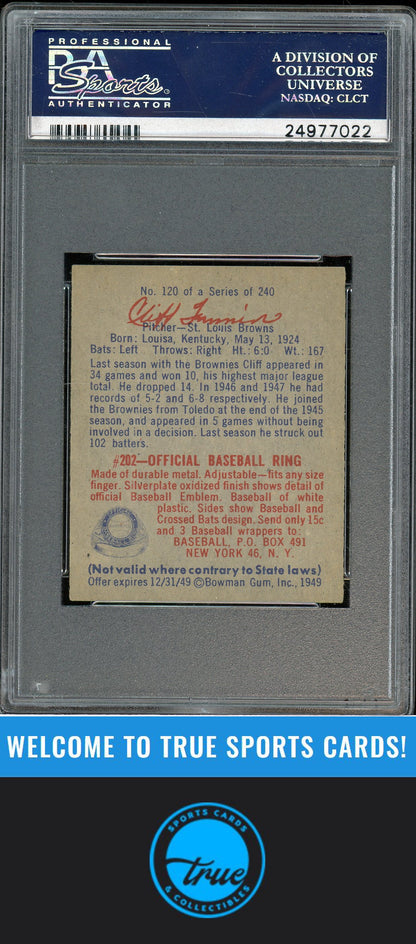 PROFESSIONAL
PSA
Sports
AUTHENTICATOR
A DIVISION OF
COLLECTORS
UNIVERSE
NASDAQ: CLCT
24977022
No. 120 of a Series of 240
Cliff Fannin
Pitcher—St. Louis Browns
Born: Louisa, Kentucky, May 13, 1924
Bats: Left Throws: Right Ht.: 6:0 Wt.: 167
Last season with the Brownies Cliff appeared in
34 games and won 10, his highest major league
total. He dropped 14. In 1946 and 1947 he had
records of 5-2 and 6-8 respectively. He joined
the Brownies from Toledo at the end of the 1945
season, and appeared in 5 games without being
involved in a decision. Last season he struck out
102 batters.
#202—OFFICIAL BASEBALL RING
Made of durable metal. Adjustable—fits any size
finger. Silverplate oxidized finish shows detail of
official Baseball Emblem. Baseball of white
plastic. Sides show Baseball and
Crossed Bats design. Send only 15c
and 3 Baseball wrappers to:
BASEBALL, P.O. BOX 491
NEW YORK 46, N. Y.
(Not valid where contrary to State laws)
Offer expires 12/31/49 ©Bowman Gum, Inc., 1949
WELCOME TO TRUE SPORTS CARDS!
SPORTS CARDS
true
& COLLECTIBLES